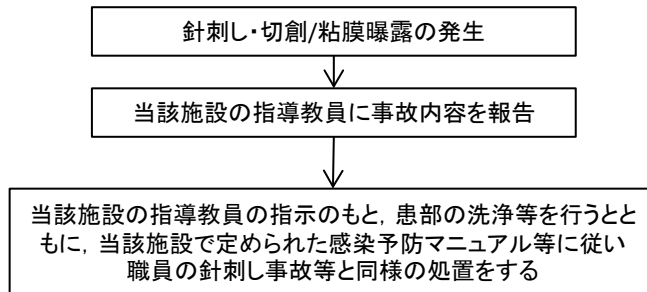 針刺し・切創/粘膜曝露の発生
当該施設の指導教員に事故内容を報告
当該施設の指導教員の指示のもと，患部の洗浄等を行うとと
もに，当該施設で定められた感染予防マニュアル等に従い
職員の針刺し事故等と同様の処置をする